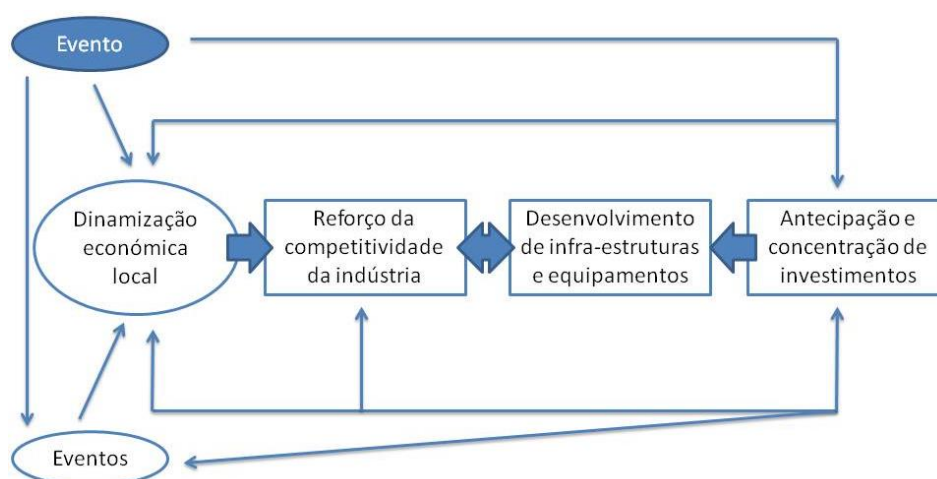 Evento
Dinamização
económica
local
Reforço da
competitividade
da indústria
Desenvolvimento
de infra-estruturas
e equipamentos
Antecipação e
concentração de
investimentos
Eventos